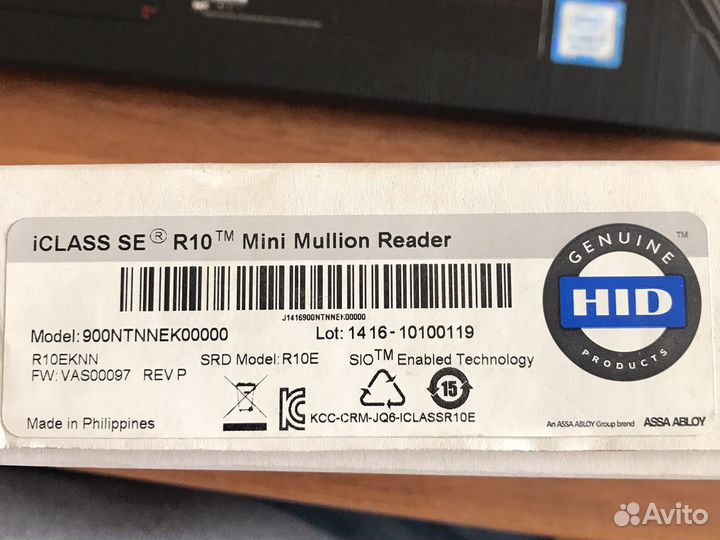 iCLASS SE® R10™ Mini Mullion Reader
J1416900NTNNEK00000
Model: 900NTNNEK00000 Lot: 1416-10100119
R10EKNN SRD Model: R10E SIO™ Enabled Technology
FW: VAS00097 REV P
15
KCC-CRM-JQ6-iCLASSR10E
Made in Philippines
GENUINE
HID
PRODUCTS
™
An ASSA ABLOY Group brand ASSA ABLOY
Avito